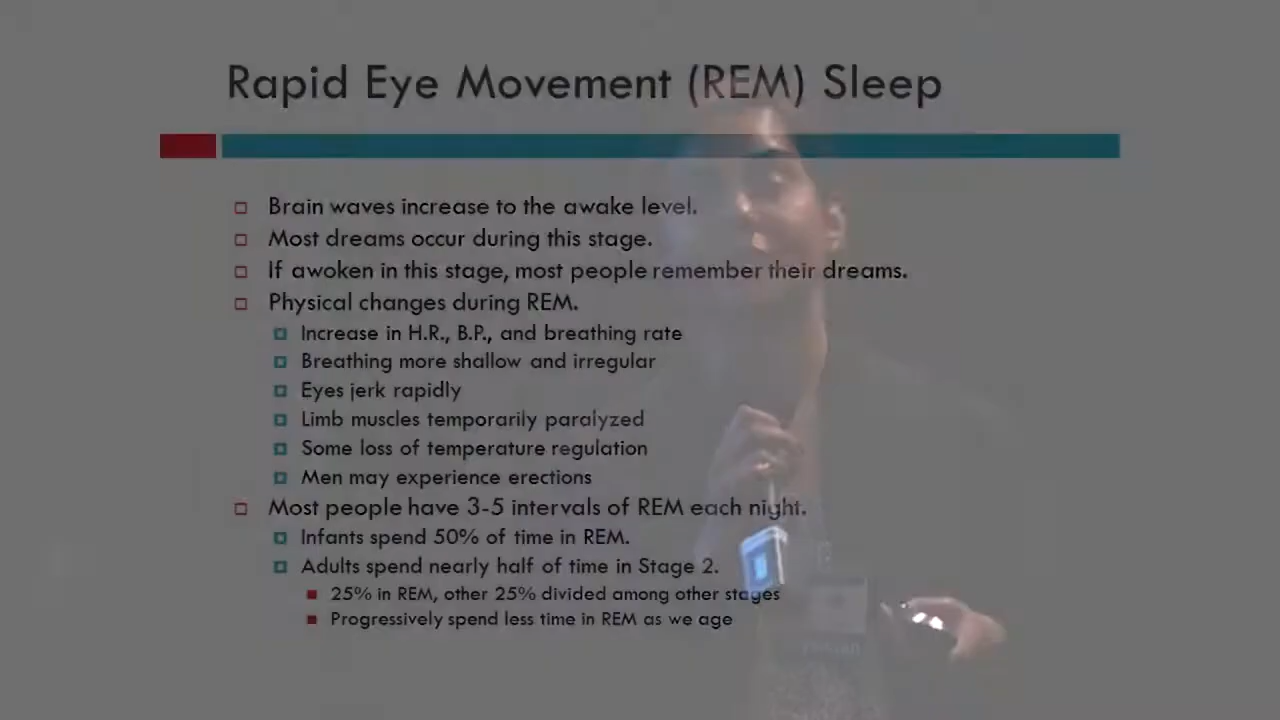 Rapid Eye Movement (REM) Sleep
Brain waves increase to the awake level.
Most dreams occur during this stage.
If awoken in this stage, most people remember their dreams.
Physical changes during REM.
Increase in H.R., B.P., and breathing rate
Breathing more shallow and irregular
Eyes jerk rapidly
Limb muscles temporarily paralyzed
Some loss of temperature regulation
Men may experience erections
Most people have 3-5 intervals of REM each night.
Infants spend 50% of time in REM.
Adults spend nearly half of time in Stage 2.
25% in REM, other 25% divided among other stages
Progressively spend less time in REM as we age